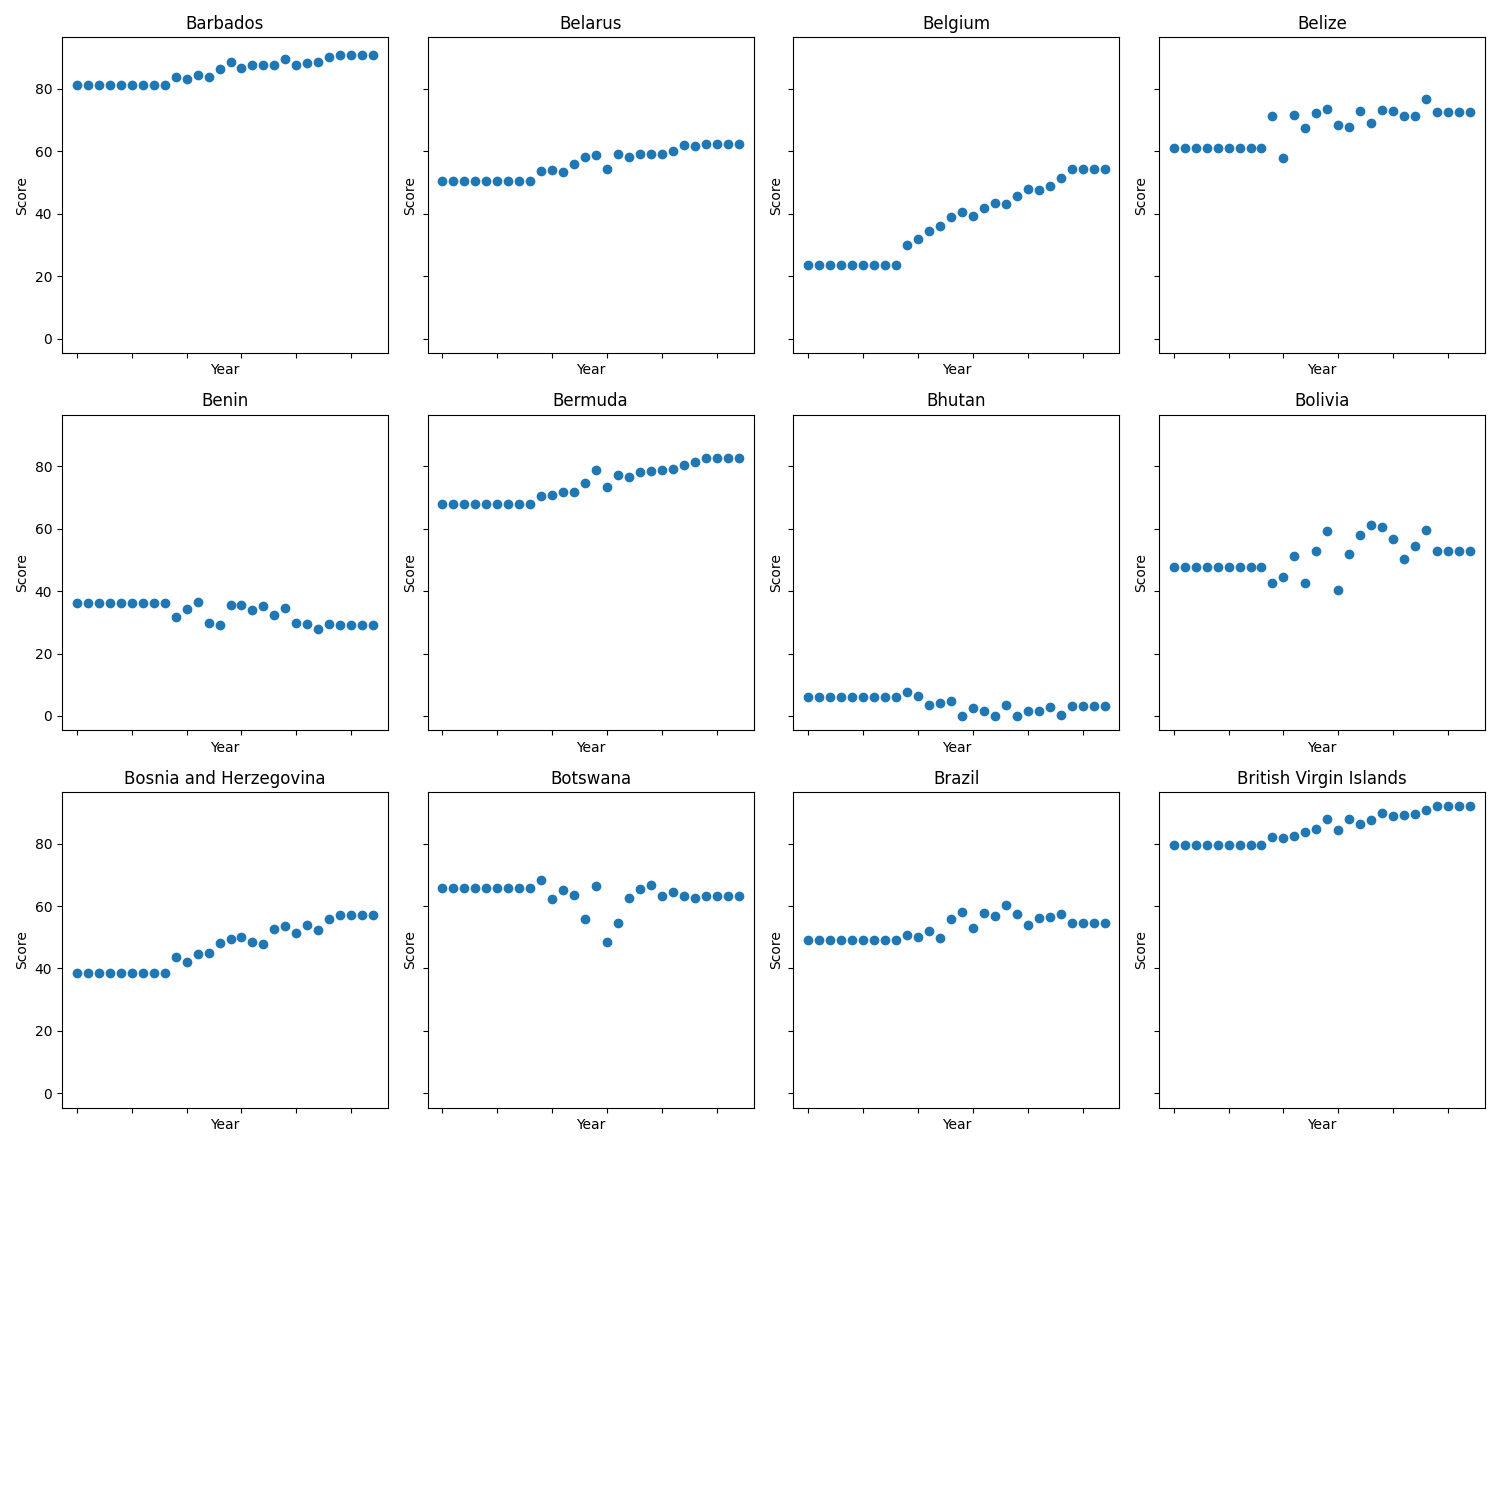 Barbados
Belarus
Belgium
Belize
80
60
40
20
0
Score
Score
Score
Score
Year
Year
Year
Year
Benin
Bermuda
Bhutan
Bolivia
80
60
40
20
0
Score
Score
Score
Score
Year
Year
Year
Year
Bosnia and Herzegovina
Botswana
Brazil
British Virgin Islands
80
60
40
20
0
Score
Score
Score
Score
Year
Year
Year
Year